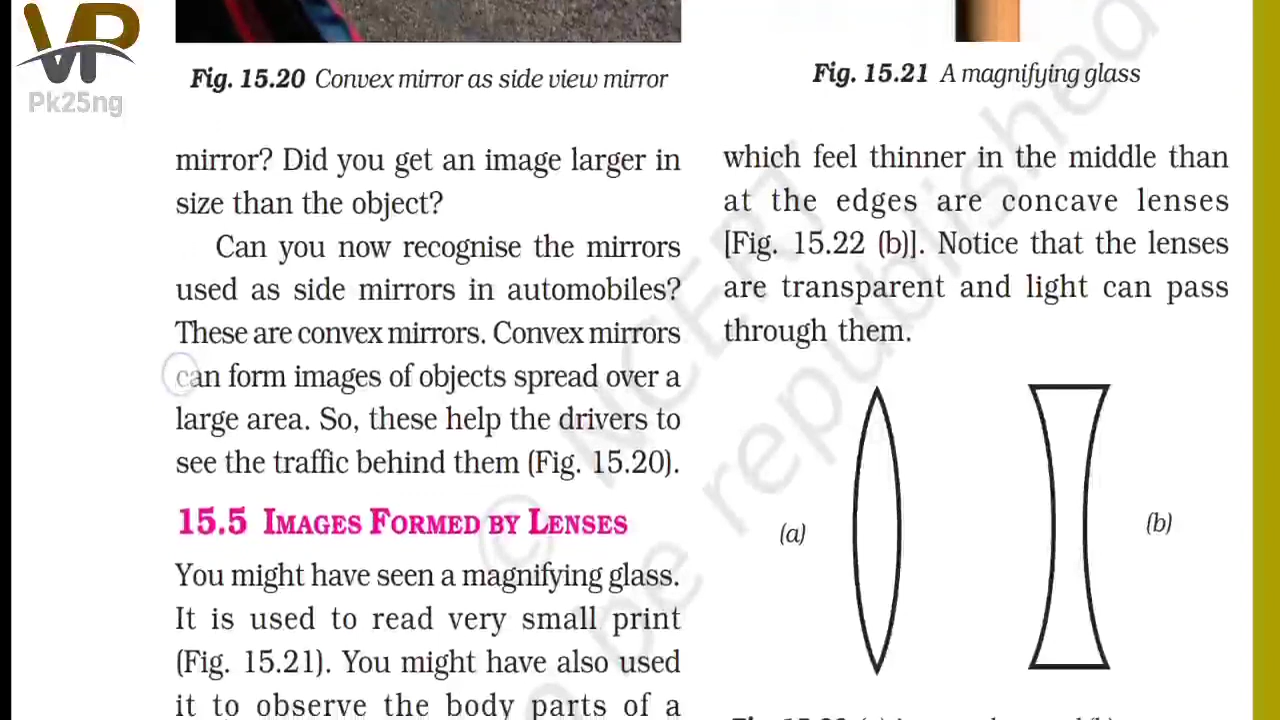 VP
Pk25ng
Fig. 15.20 Convex mirror as side view mirror
mirror? Did you get an image larger in
size than the object?
Can you now recognise the mirrors
used as side mirrors in automobiles?
These are convex mirrors. Convex mirrors
can form images of objects spread over a
large area. So, these help the drivers to
see the traffic behind them (Fig. 15.20).
15.5 IMAGES FORMED BY LENSES
You might have seen a magnifying glass.
It is used to read very small print
(Fig. 15.21). You might have also used
it to observe the body parts of a
Fig. 15.21 A magnifying glass
which feel thinner in the middle than
at the edges are concave lenses
[Fig. 15.22 (b)]. Notice that the lenses
are transparent and light can pass
through them.
(a)
(b)
© NCERT
be republished